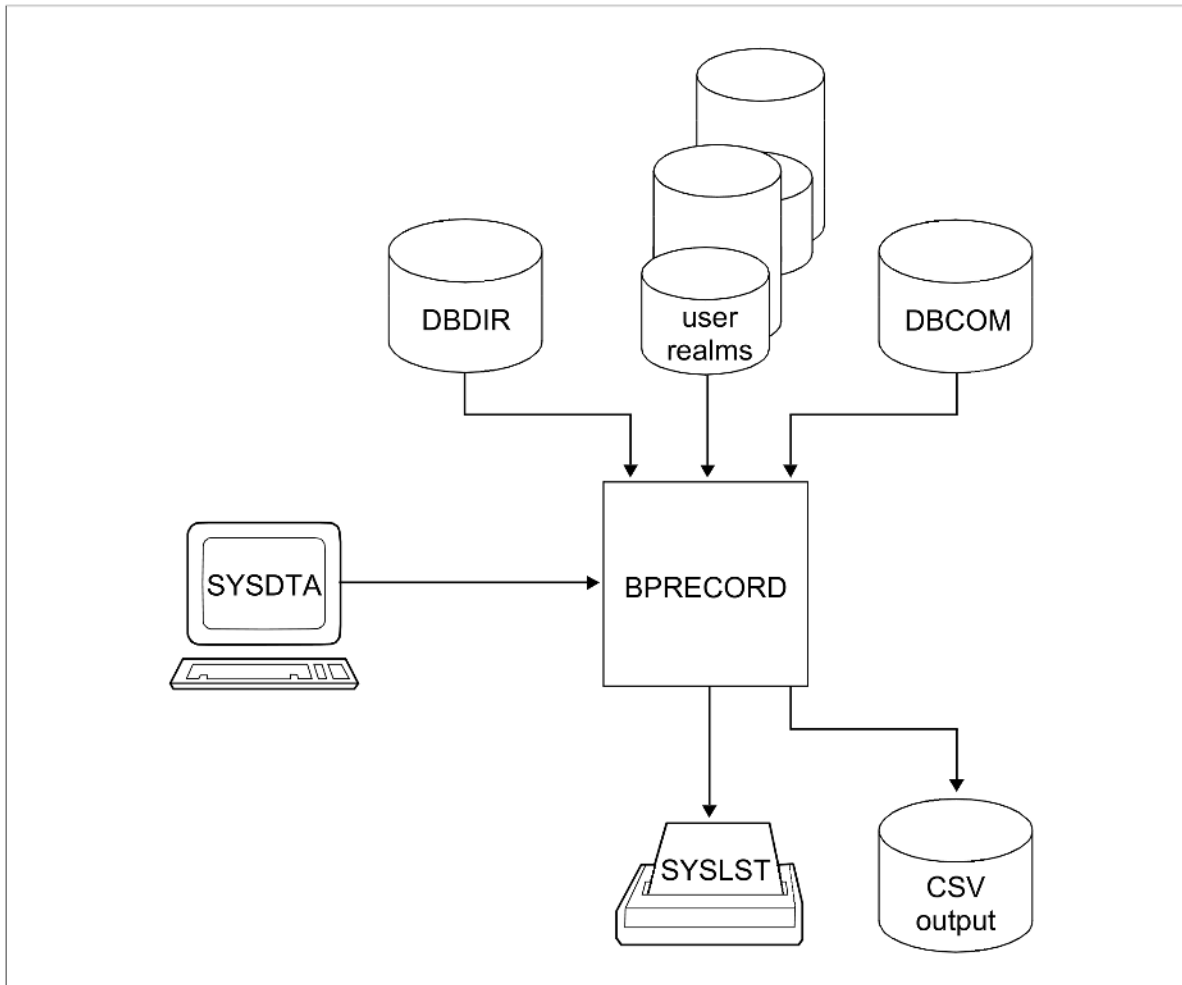 DBDIR
user
realms
DBCOM
SYSDTA
BPRECORD
SYSLST
CSV
output